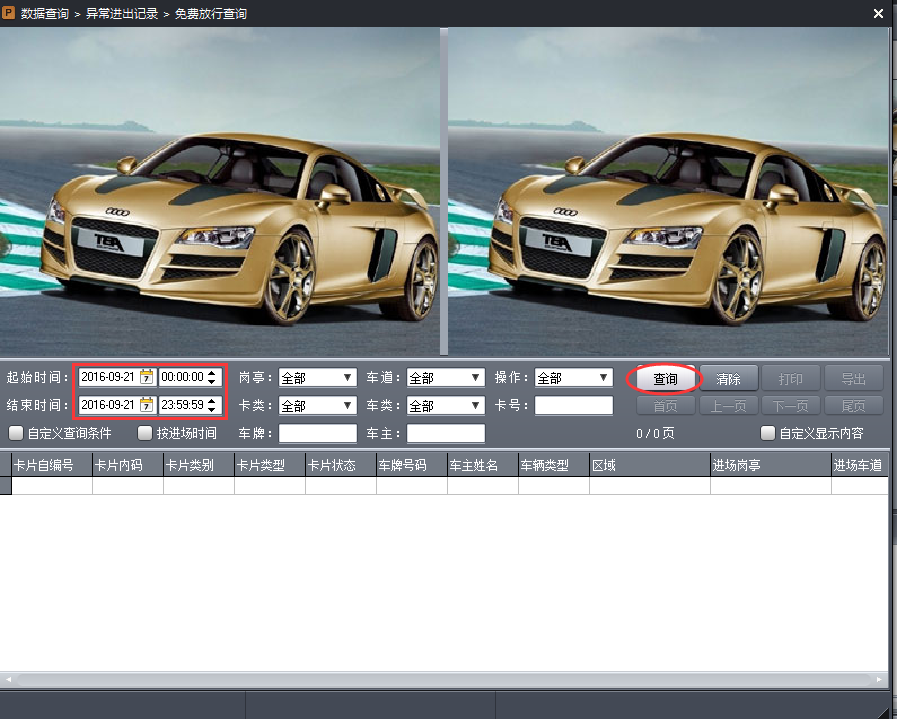 P 数据查询 > 异常进出记录 > 免费放行查询
TEA
TEA
起始时间: 2016-09-21 7 00:00:00 岗亭: 全部 车道: 全部 操作: 全部 查询 清除 打印 导出
结束时间: 2016-09-21 7 23:59:59 卡类: 全部 车类: 全部 卡号: 首页 上一页 下一页 尾页
自定义查询条件 按进场时间 车牌: 车主: 0 / 0 页 自定义显示内容
卡片自编号 卡片内码 卡片类别 卡片类型 卡片状态 车牌号码 车主姓名 车辆类型 区域 进场岗亭 进场车道